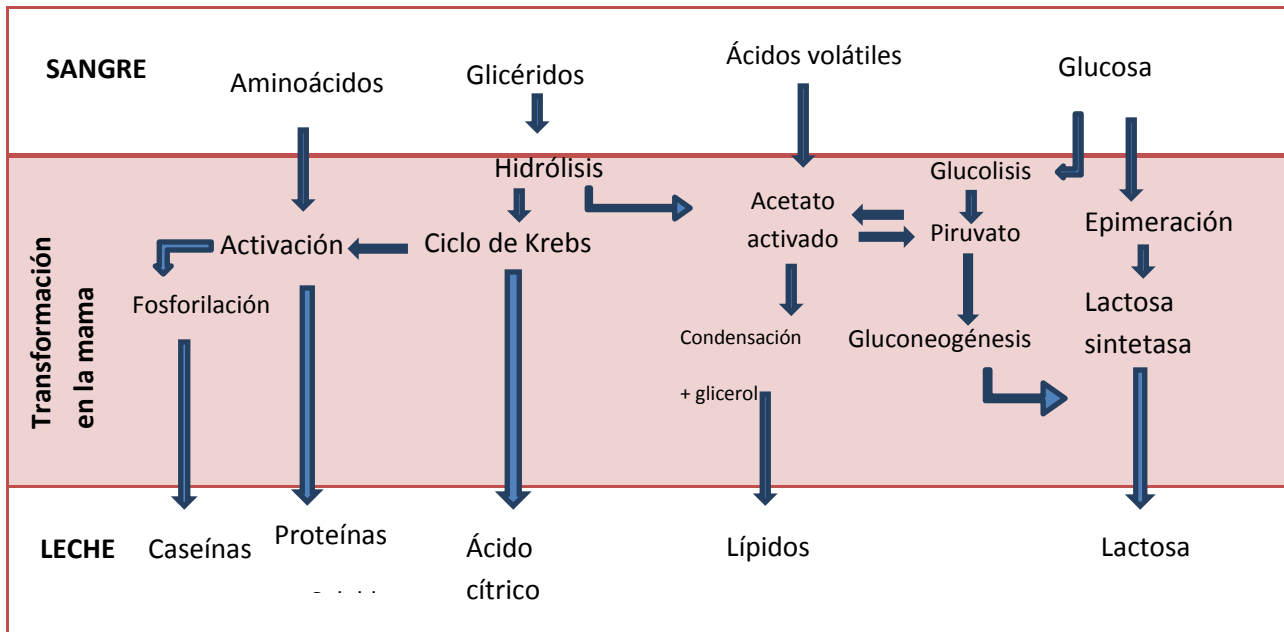 SANGRE
Aminoácidos
Glicéridos
Ácidos volátiles
Glucosa
Transformación
en la mama
Hidrólisis
Glucolisis
Acetato
activado
Piruvato
Epimeración
Activación
Ciclo de Krebs
Fosforilación
Condensación
+ glicerol
Gluconeogénesis
Lactosa
sintetasa
LECHE
Caseínas
Proteínas
Ácido
cítrico
Lípidos
Lactosa